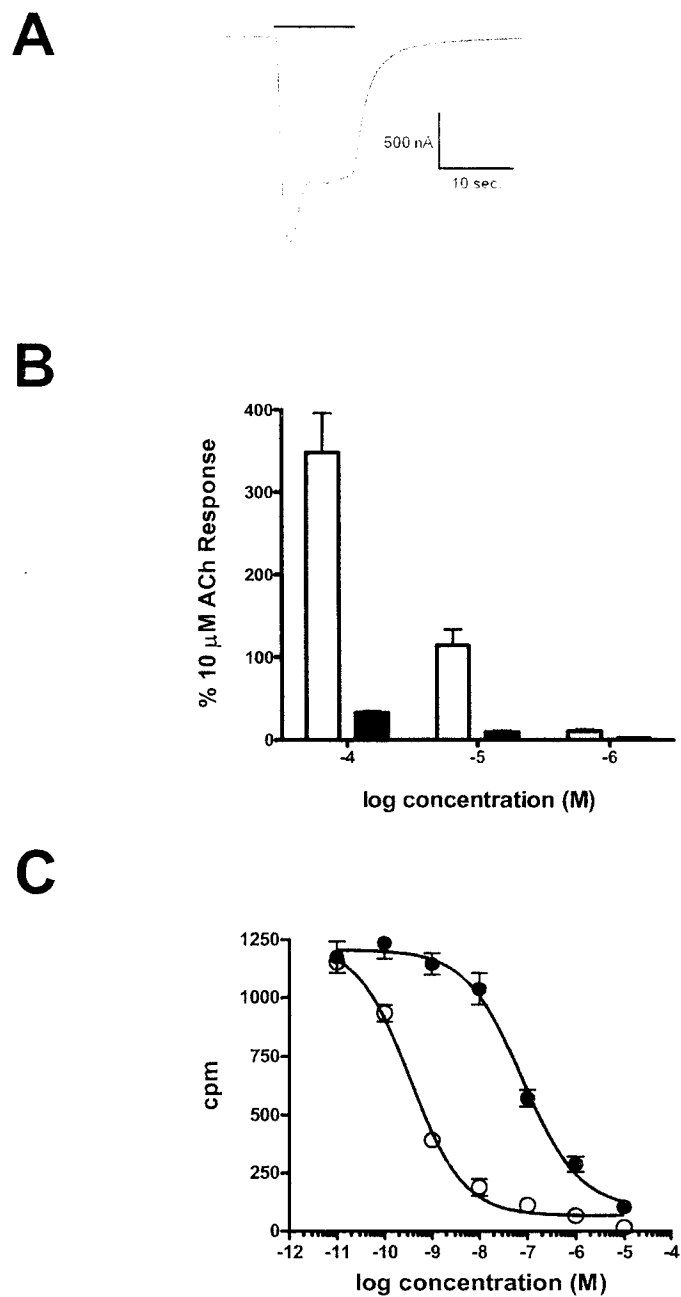 A
500 nA
10 sec.
B
% 10 µM ACh Response
400
300
200
100
0
-4
-5
-6
log concentration (M)
C
cpm
1250
1000
750
500
250
0
-12 -11 -10 -9 -8 -7 -6 -5 -4
log concentration (M)